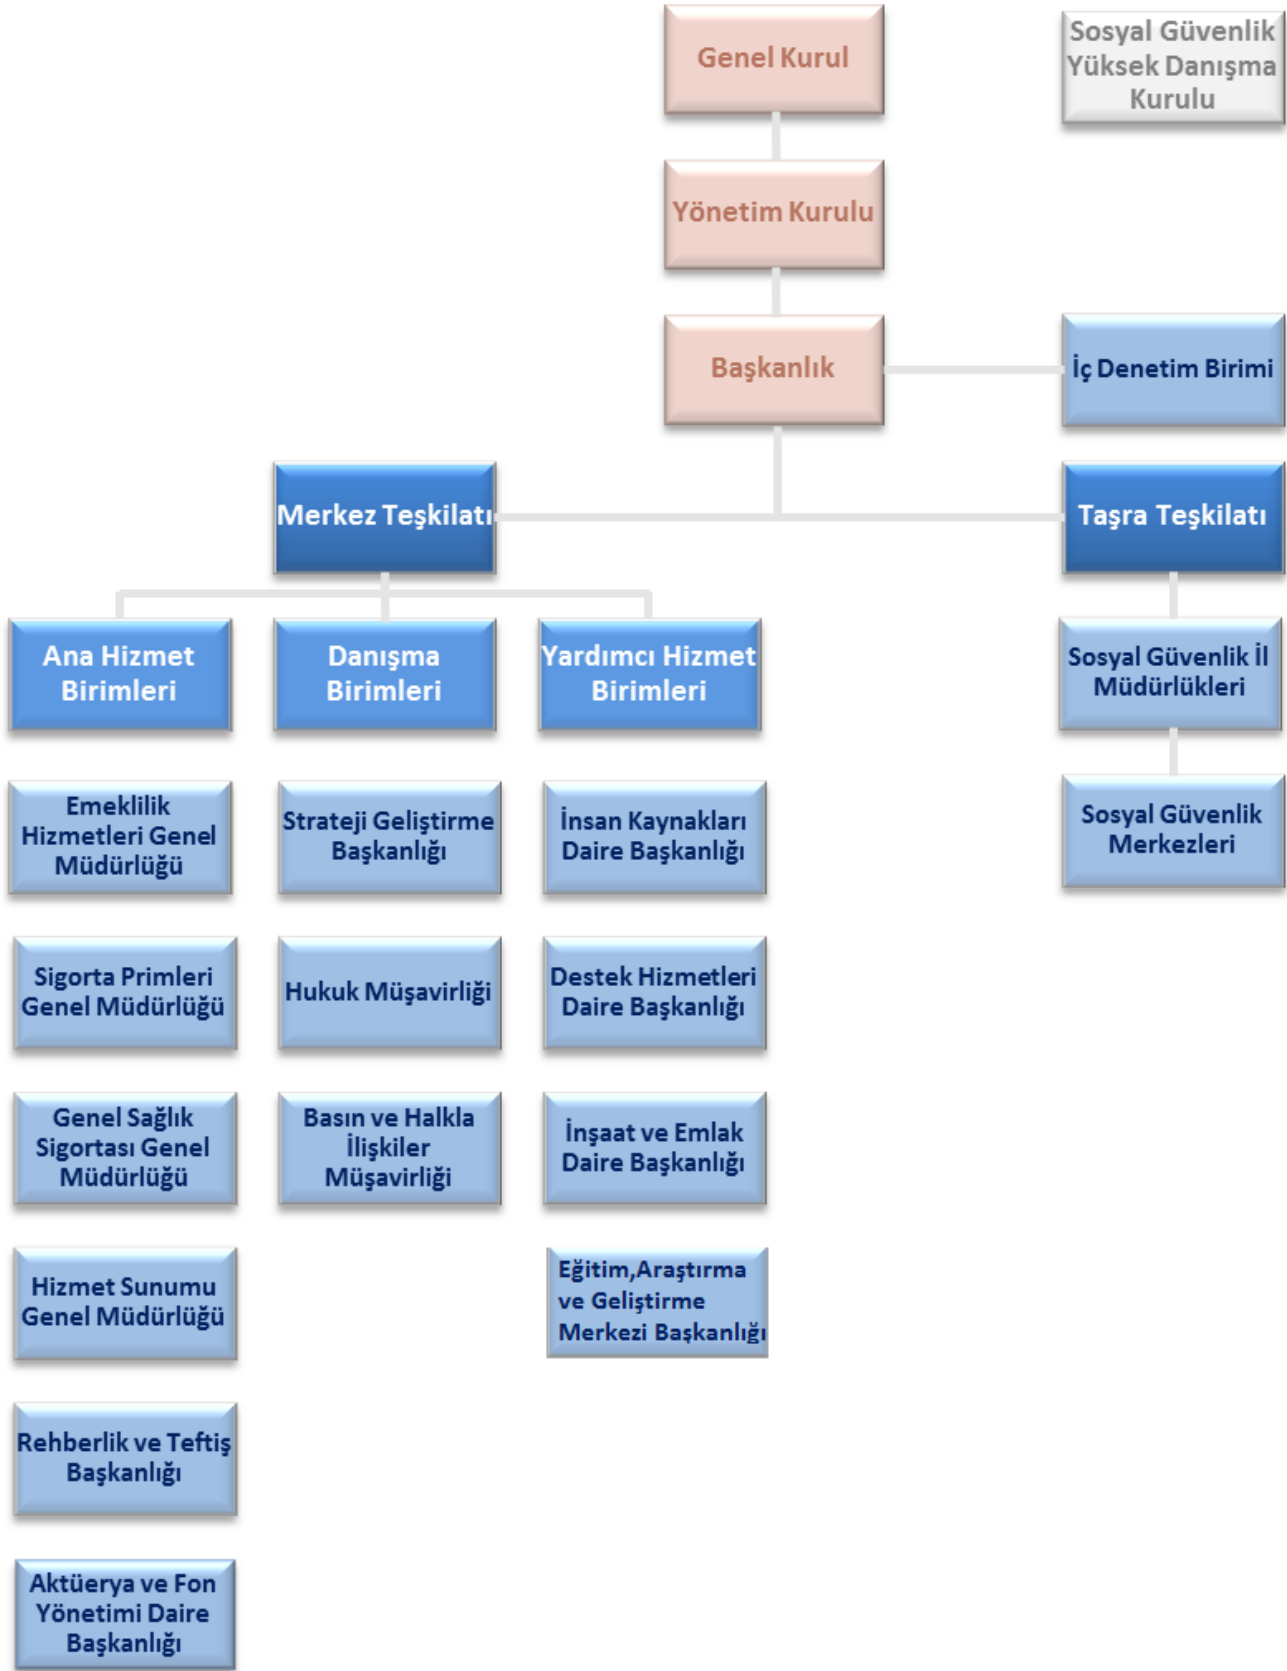 Genel Kurul
Sosyal Güvenlik
Yüksek Danışma
Kurulu
Yönetim Kurulu
Başkanlık
İç Denetim Birimi
Merkez Teşkilatı
Taşra Teşkilatı
Ana Hizmet
Birimleri
Danışma
Birimleri
Yardımcı Hizmet
Birimleri
Sosyal Güvenlik İl
Müdürlükleri
Emeklilik
Hizmetleri Genel
Müdürlüğü
Strateji Geliştirme
Başkanlığı
İnsan Kaynakları
Daire Başkanlığı
Sosyal Güvenlik
Merkezleri
Sigorta Primleri
Genel Müdürlüğü
Hukuk Müşavirliği
Destek Hizmetleri
Daire Başkanlığı
Genel Sağlık
Sigortası Genel
Müdürlüğü
Basın ve Halkla
İlişkiler
Müşavirliği
İnşaat ve Emlak
Daire Başkanlığı
Hizmet Sunumu
Genel Müdürlüğü
Eğitim,Araştırma
ve Geliştirme
Merkezi Başkanlığı
Rehberlik ve Teftiş
Başkanlığı
Aktüerya ve Fon
Yönetimi Daire
Başkanlığı